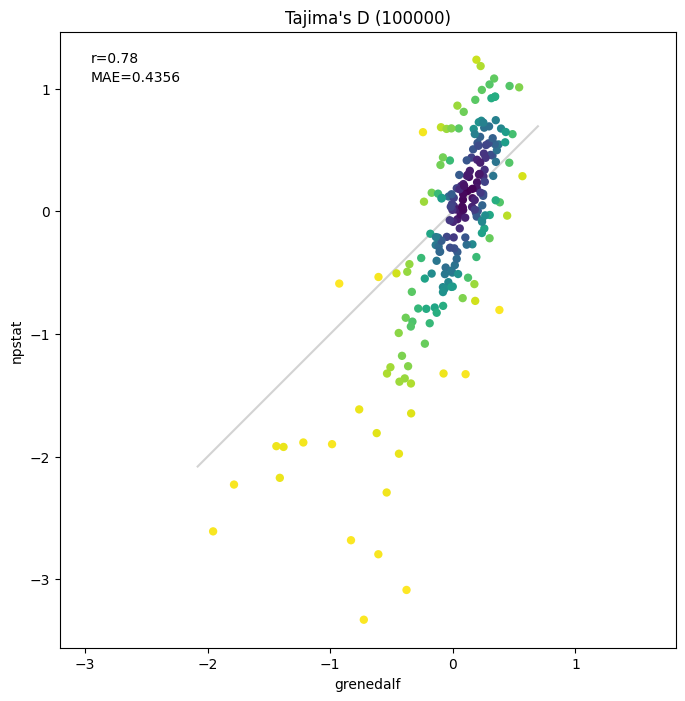 Tajima's D (100000)
r=0.78
MAE=0.4356
1
0
−1
−2
−3
npstat
−3
−2
−1
0
1
grenedalf